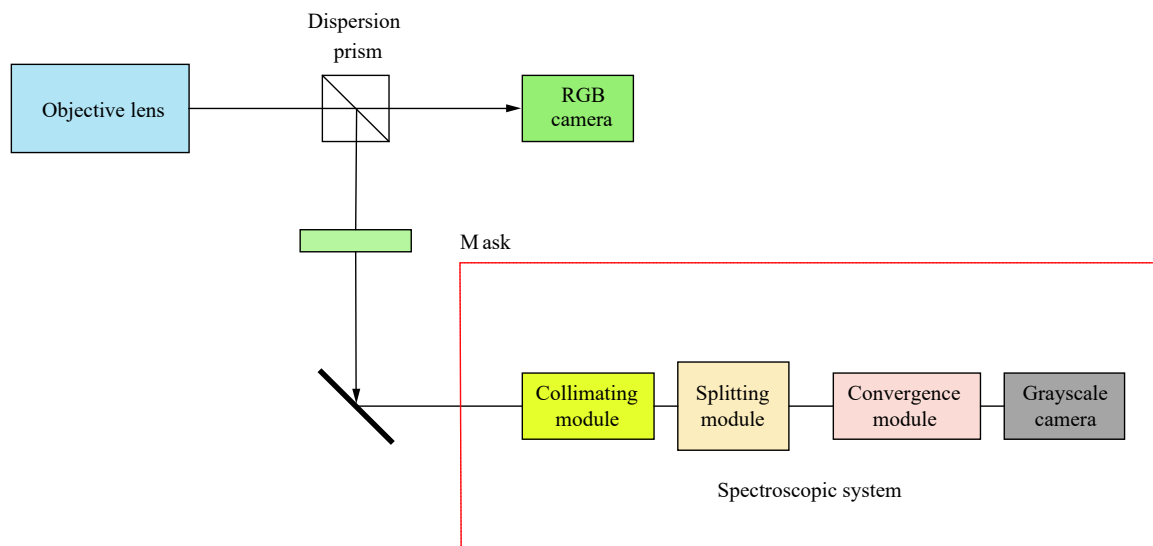 Dispersion
prism
Objective lens
RGB
camera
M ask
Collimating
module
Splitting
module
Convergence
module
Grayscale
camera
Spectroscopic system